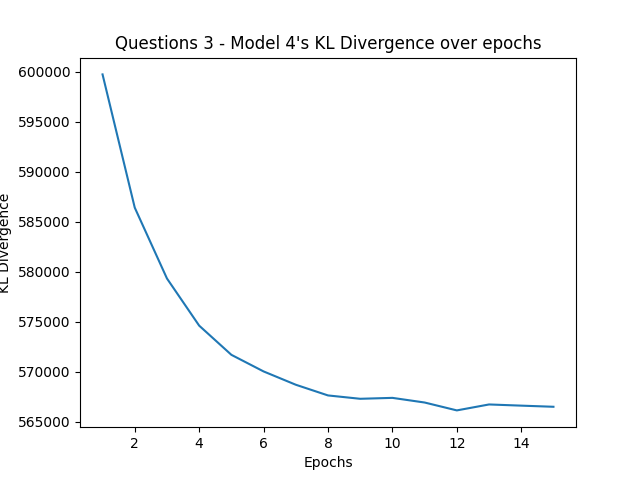 Questions 3 - Model 4's KL Divergence over epochs
600000
595000
590000
585000
580000
575000
570000
565000
KL Divergence
2 4 6 8 10 12 14
Epochs